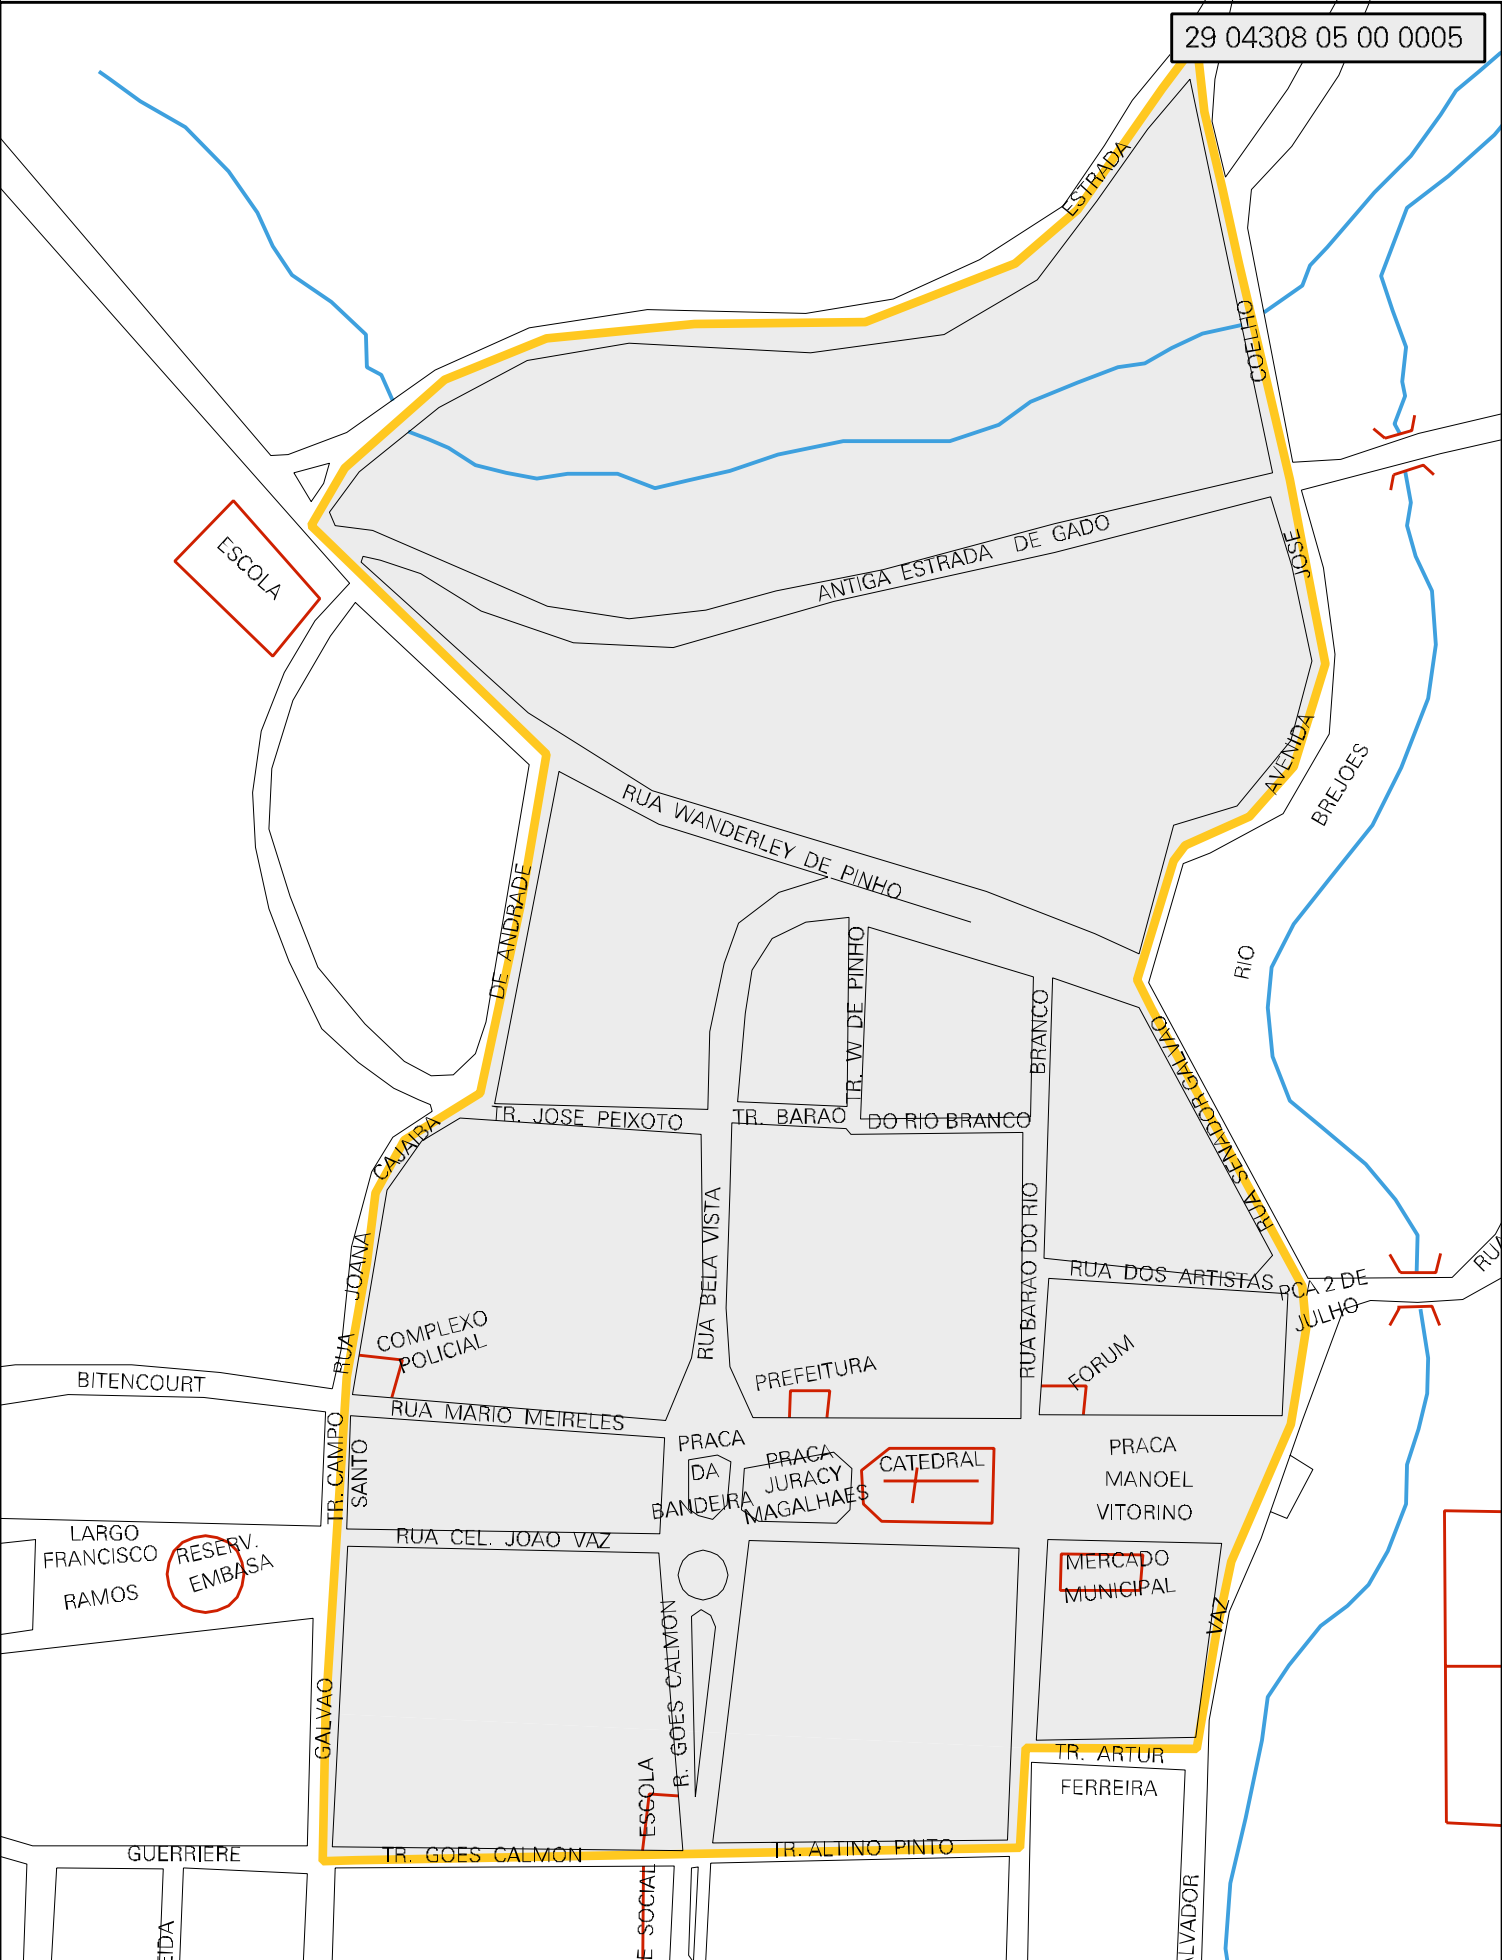 29 04308 05 00 0005
ESTRADA
COELHO
ESCOLA
ANTIGA ESTRADA DE GADO
JOSE
AVENIDA
BREJOES
RUA WANDERLEY DE PINHO
DE ANDRADE
TR. W DE PINHO
RIO
BRANCO
RUA SENADOR GALVAO
TR. JOSE PEIXOTO
TR. BARAO
DO RIO BRANCO
CAJAIBA
RUA BELA VISTA
RUA BARAO DO RIO
JOANA
RUA
RUA DOS ARTISTAS
PCA 2 DE
JULHO
RUA
COMPLEXO
POLICIAL
PREFEITURA
FORUM
BITENCOURT
RUA MARIO MEIRELES
TR. CAMPO
SANTO
PRACA
DA
BANDEIRA
PRACA
JURACY
MAGALHAES
CATEDRAL
PRACA
MANOEL
VITORINO
LARGO
FRANCISCO
RAMOS
RESERV.
EMBASA
RUA CEL. JOAO VAZ
MERCADO
MUNICIPAL
VAZ
R. GOES CALMON
GALVAO
TR. ARTUR
FERREIRA
ESCOLA
GUERRIERE
TR. GOES CALMON
TR. ALTINO PINTO
E SOCIAL
EIDA
ALVADOR